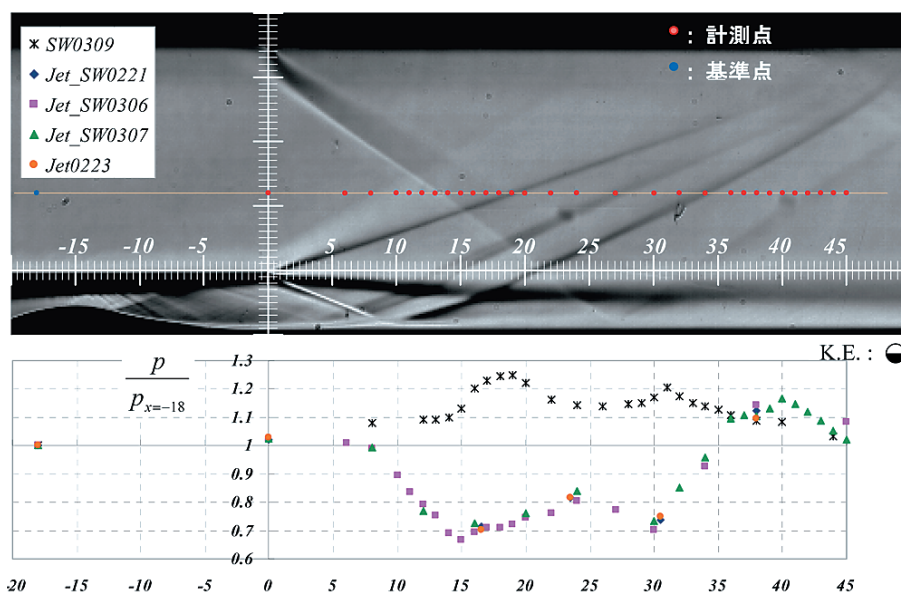 SW0309
Jet_SW0221
Jet_SW0306
Jet_SW0307
Jet0223
: 計測点
: 基準点
-15 -5 5 10 15 20 25 30 35 40 45
K.E. :
p
p x=-18
1.3
1.2
1.1
1
0.9
0.8
0.7
0.6
-20 -15 -10 -5 0 5 10 15 20 25 30 35 40 45